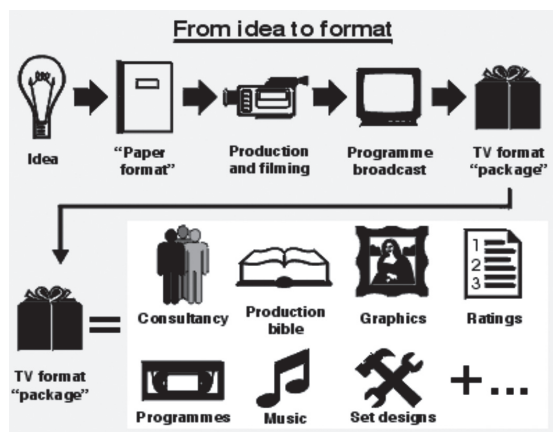 From idea to format
Idea
“Paper
format”
Production
and filming
Programme
broadcast
TV format
“package”
TV format
“package”
=
Consultancy
Production
bible
Graphics
1
2
3
Ratings
Programmes
Music
Set designs
+ ...